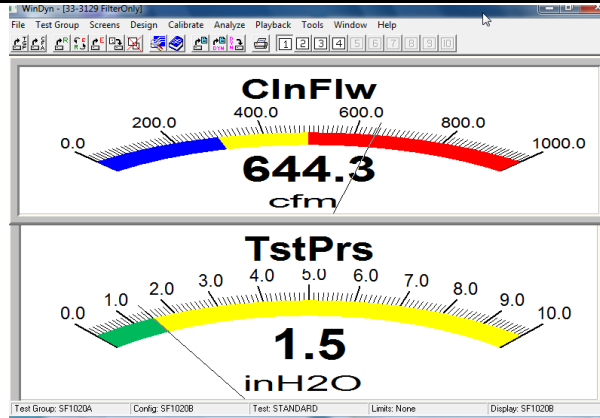 WinDyn - [33-3129 FilterOnly]
File Test Group Screens Design Calibrate Analyze Playback Tools Window Help
1 2 3 4 5 6 7 8 9 10
ClnFlw
0.0 200.0 400.0 600.0 800.0 1000.0
644.3
cfm
TstPrs
0.0 1.0 2.0 3.0 4.0 5.0 6.0 7.0 8.0 9.0 10.0
1.5
inH2O
Test Group: SF1020A Config: SF1020B Test: STANDARD Limits: None Display: SF1020B